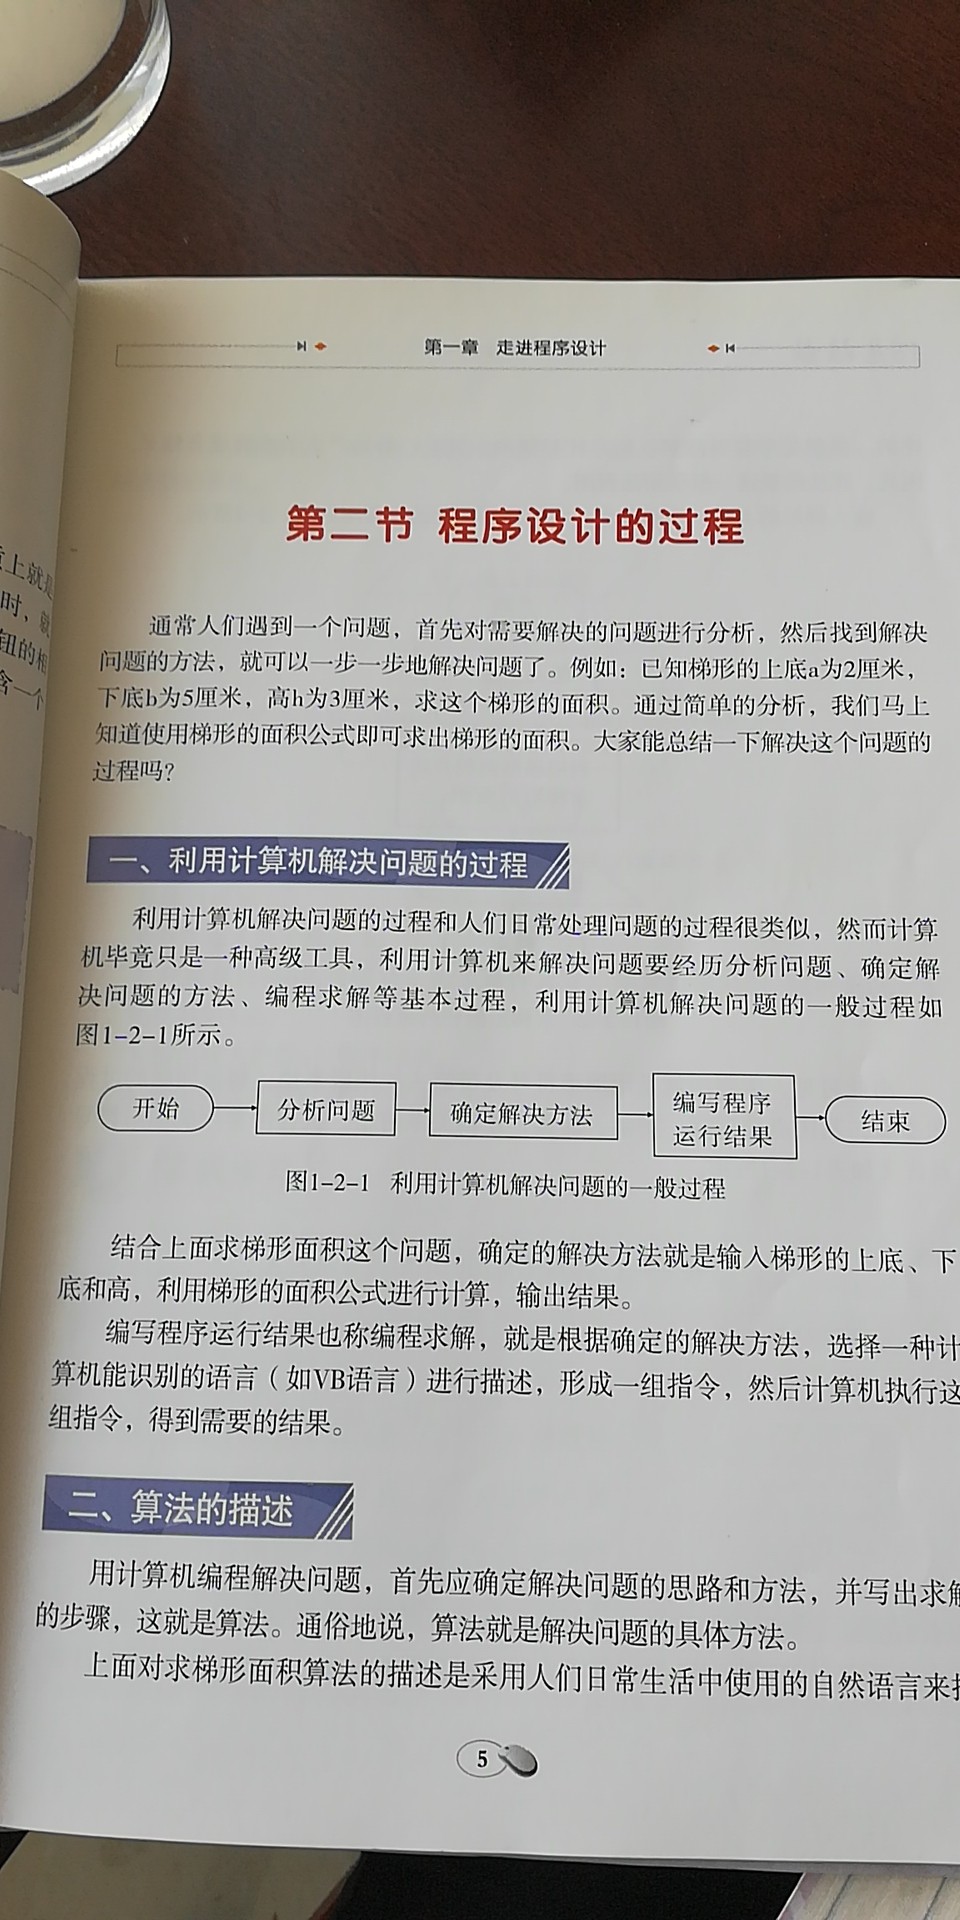 第一章 走进程序设计
第二节 程序设计的过程
通常人们遇到一个问题，首先对需要解决的问题进行分析，然后找到解决
问题的方法，就可以一步一步地解决问题了。例如：已知梯形的上底a为2厘米，
下底b为5厘米，高h为3厘米，求这个梯形的面积。通过简单的分析，我们马上
知道使用梯形的面积公式即可求出梯形的面积。大家能总结一下解决这个问题的
过程吗？
一、利用计算机解决问题的过程
利用计算机解决问题的过程和人们日常处理问题的过程很类似，然而计算
机毕竟只是一种高级工具，利用计算机来解决问题要经历分析问题、确定解
决问题的方法、编程求解等基本过程，利用计算机解决问题的一般过程如
图1-2-1所示。
开始
分析问题
确定解决方法
编写程序
运行结果
结束
图1-2-1 利用计算机解决问题的一般过程
结合上面求梯形面积这个问题，确定的解决方法就是输入梯形的上底、下
底和高，利用梯形的面积公式进行计算，输出结果。
编写程序运行结果也称编程求解，就是根据确定的解决方法，选择一种计
算机能识别的语言（如VB语言）进行描述，形成一组指令，然后计算机执行这
组指令，得到需要的结果。
二、算法的描述
用计算机编程解决问题，首先应确定解决问题的思路和方法，并写出求解
的步骤，这就是算法。通俗地说，算法就是解决问题的具体方法。
上面对求梯形面积算法的描述是采用人们日常生活中使用的自然语言来
5
上就是
时，就
钮的相
含一个